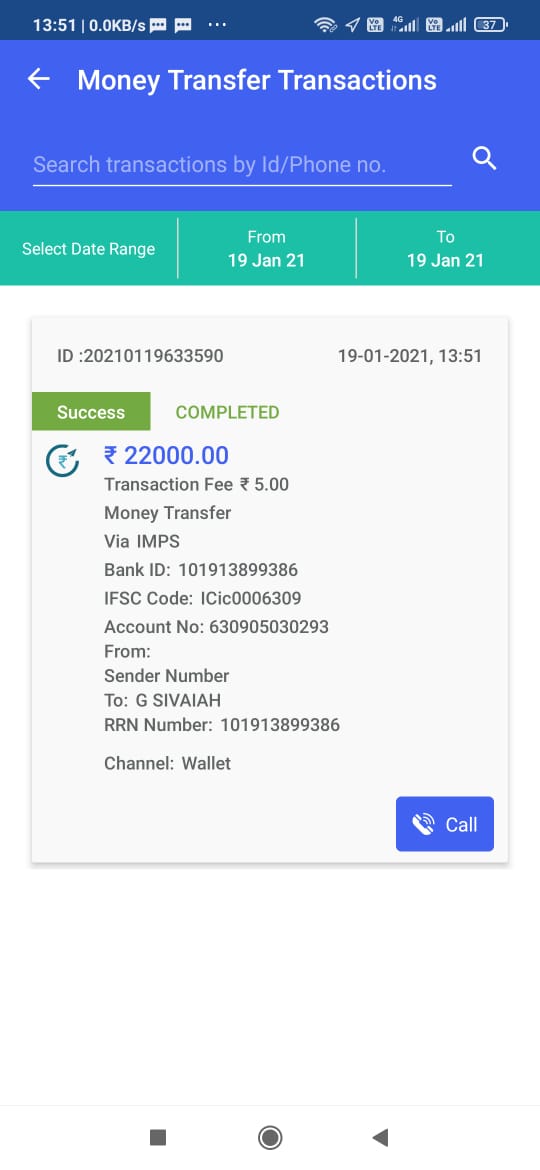 13:51 | 0.0KB/s ... Vo LTE 4G Vo LTE 37
Money Transfer Transactions
Search transactions by Id/Phone no.
Select Date Range
From
19 Jan 21
To
19 Jan 21
ID :20210119633590 19-01-2021, 13:51
Success COMPLETED
₹ 22000.00
Transaction Fee ₹ 5.00
Money Transfer
Via IMPS
Bank ID: 101913899386
IFSC Code: ICic0006309
Account No: 630905030293
From:
Sender Number
To: G SIVAIAH
RRN Number: 101913899386
Channel: Wallet
Call